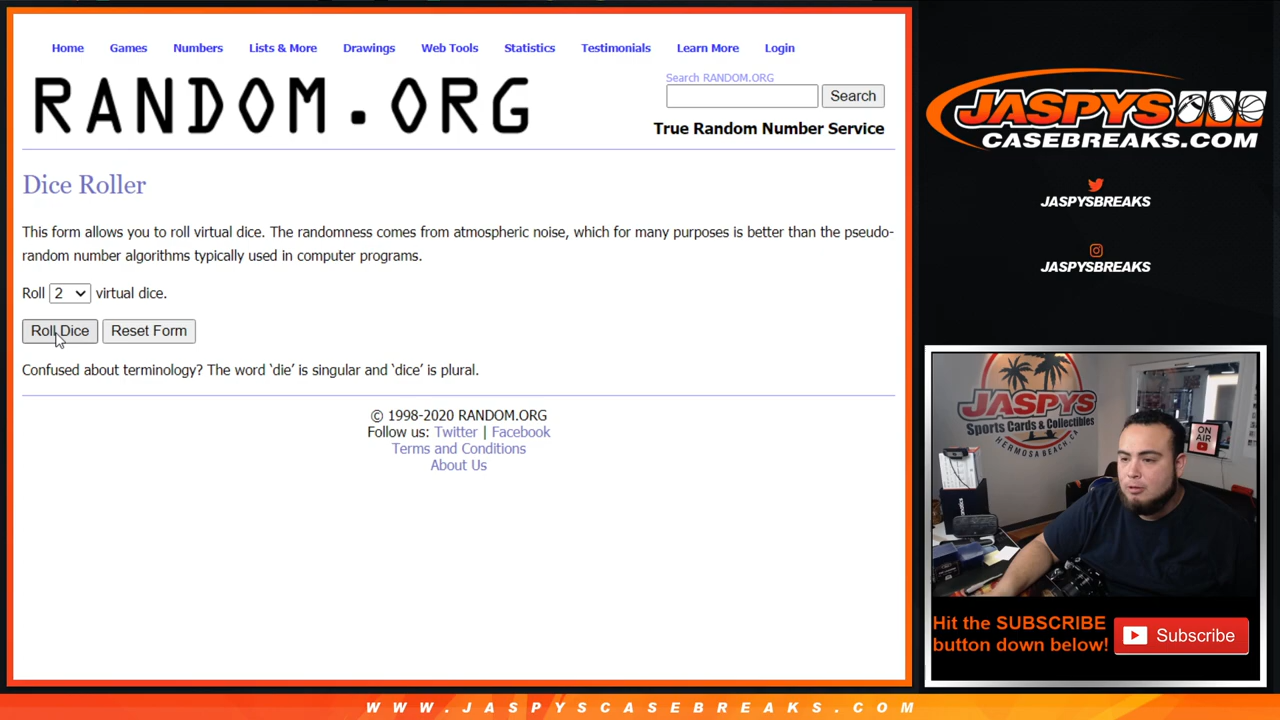 Home Games Numbers Lists & More Drawings Web Tools Statistics Testimonials Learn More Login
RANDOM.ORG
Search RANDOM.ORG
Search
True Random Number Service
Dice Roller
This form allows you to roll virtual dice. The randomness comes from atmospheric noise, which for many purposes is better than the pseudo-
random number algorithms typically used in computer programs.
Roll 2 virtual dice.
Roll Dice Reset Form
Confused about terminology? The word ‘die’ is singular and ‘dice’ is plural.
© 1998-2020 RANDOM.ORG
Follow us: Twitter | Facebook
Terms and Conditions
About Us
JASPYS
CASEBREAKS.COM
JASPYSBREAKS
JASPYSBREAKS
JASPYS
Sports Cards & Collectibles
HERMOSA BEACH, CA
ON
AIR
Hit the SUBSCRIBE
button down below!
Subscribe
WWW.JASPYSCASEBREAKS.COM